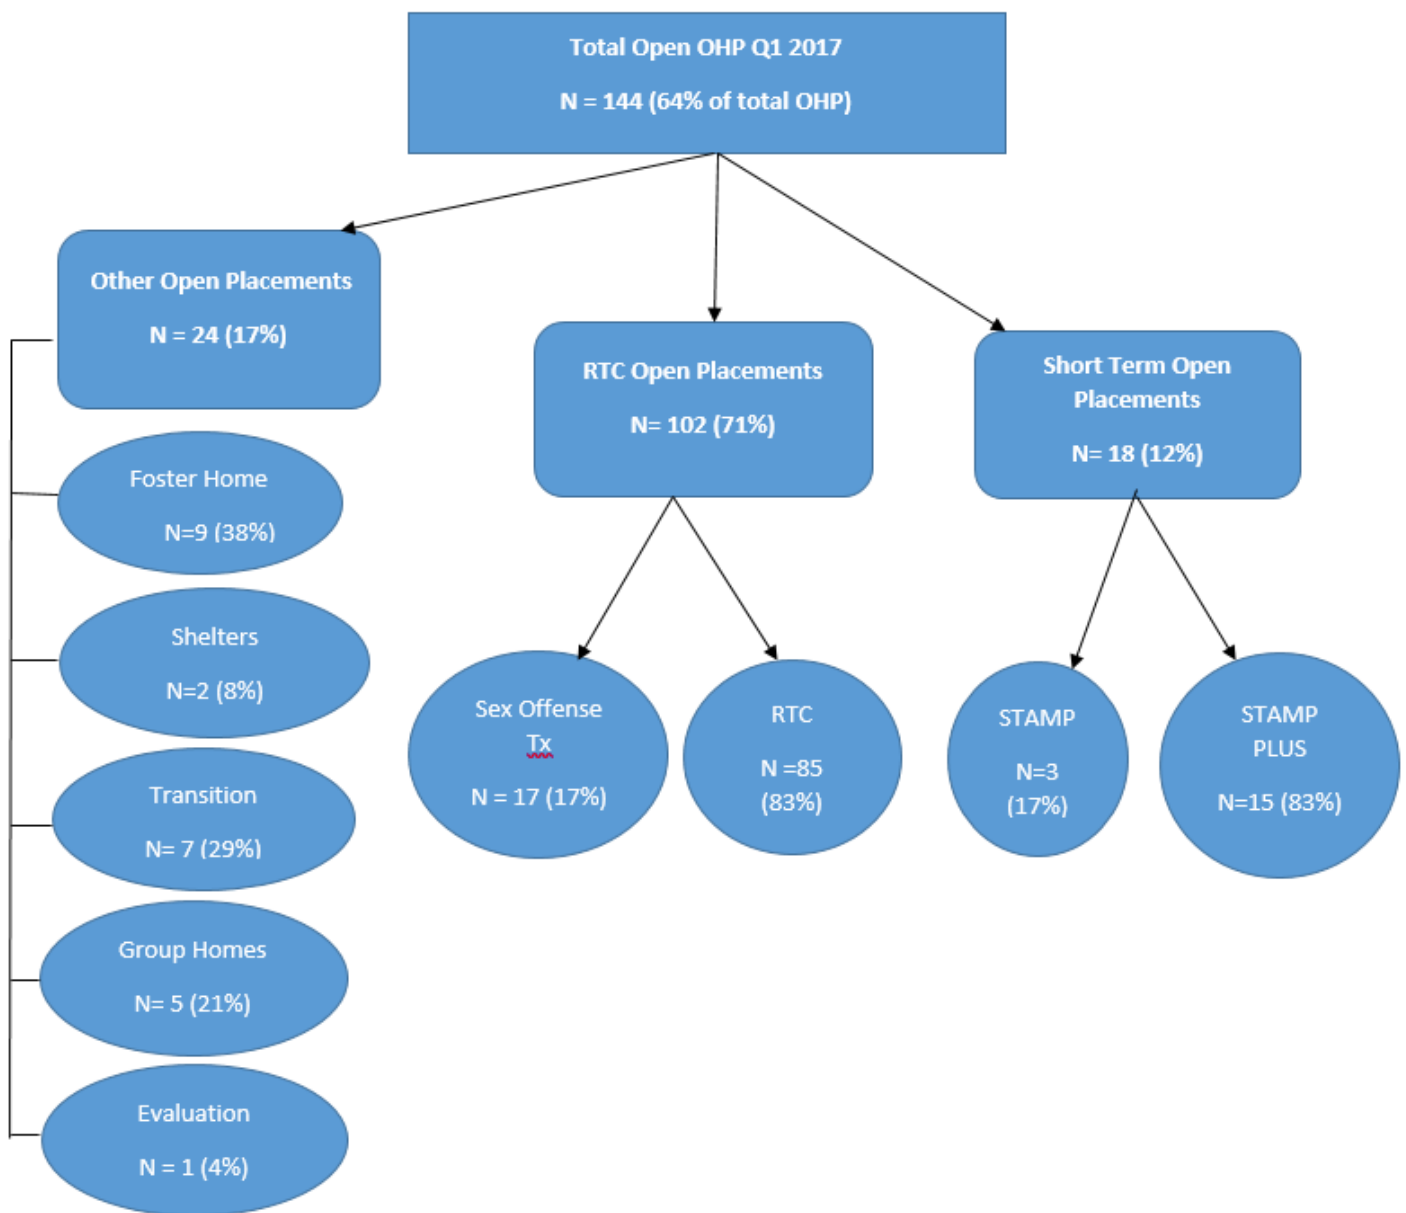 Total Open OHP Q1 2017
N = 144 (64% of total OHP)
Other Open Placements
N = 24 (17%)
Foster Home
N=9 (38%)
Shelters
N=2 (8%)
Transition
N= 7 (29%)
Group Homes
N= 5 (21%)
Evaluation
N = 1 (4%)
RTC Open Placements
N= 102 (71%)
Sex Offense
Tx
N = 17 (17%)
RTC
N =85
(83%)
Short Term Open
Placements
N= 18 (12%)
STAMP
N=3
(17%)
STAMP
PLUS
N=15 (83%)